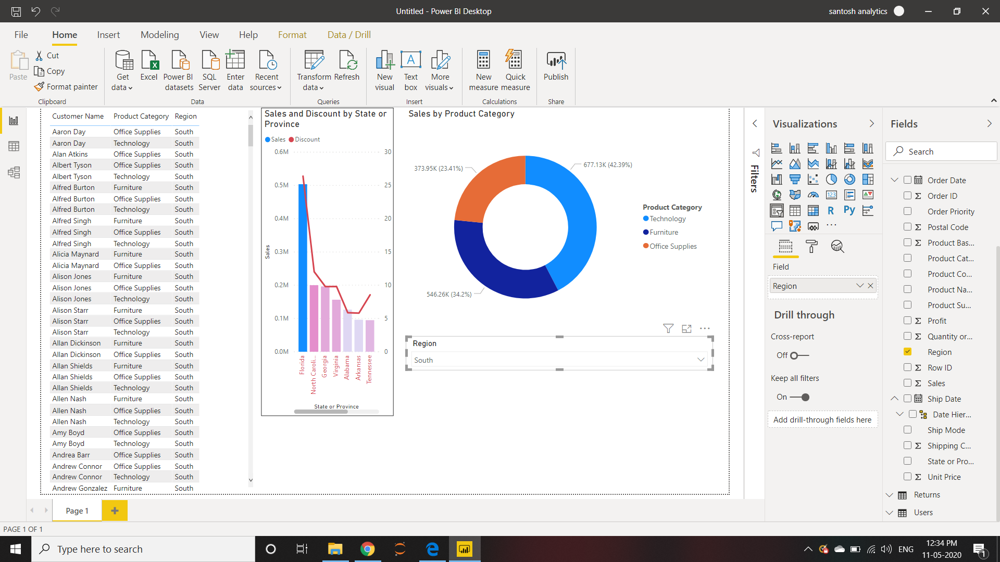 Untitled - Power BI Desktop
santosh analytics
File Home Insert Modeling View Help Format Data / Drill
Paste
Cut
Copy
Format painter
Clipboard
Get data
Excel
Power BI datasets
SQL Server
Enter data
Recent sources
Data
Transform data
Refresh
Queries
New visual
Text box
More visuals
Insert
New measure
Quick measure
Calculations
Publish
Share
Customer Name Product Category Region
Aaron Day Office Supplies South
Aaron Day Technology South
Alan Atkins Office Supplies South
Albert Tyson Office Supplies South
Albert Tyson Technology South
Alfred Burton Furniture South
Alfred Burton Office Supplies South
Alfred Burton Technology South
Alfred Singh Furniture South
Alfred Singh Office Supplies South
Alfred Singh Technology South
Alicia Maynard Furniture South
Alicia Maynard Office Supplies South
Alison Jones Furniture South
Alison Jones Office Supplies South
Alison Jones Technology South
Alison Starr Furniture South
Alison Starr Office Supplies South
Alison Starr Technology South
Allan Dickinson Furniture South
Allan Dickinson Office Supplies South
Allan Shields Furniture South
Allan Shields Office Supplies South
Allan Shields Technology South
Allen Nash Furniture South
Allen Nash Office Supplies South
Allen Nash Technology South
Amy Boyd Office Supplies South
Amy Boyd Technology South
Andrea Barr Office Supplies South
Andrew Connor Office Supplies South
Andrew Connor Technology South
Andrew Gonzalez Furniture South
Sales and Discount by State or
Province
Sales Discount
0.6M 30
0.5M 25
0.4M 20
0.3M 15
0.2M 10
0.1M 5
0.0M 0
Sales
Florida
North Caroli...
Georgia
Virginia
Alabama
Arkansas
Tennessee
State or Province
Sales by Product Category
373.95K (23.41%)
677.13K (42.39%)
546.26K (34.2%)
Product Category
Technology
Furniture
Office Supplies
Region
South
Filters
Visualizations
123
R Py
Field
Region
Drill through
Cross-report
Off
Keep all filters
On
Add drill-through fields here
Fields
Search
Order Date
Order ID
Order Priority
Postal Code
Product Bas...
Product Cat...
Product Co...
Product Na...
Product Su...
Profit
Quantity or...
Region
Row ID
Sales
Ship Date
Date Hier...
Ship Mode
Shipping C...
State or Pro...
Unit Price
Returns
Users
Page 1
PAGE 1 OF 1
Type here to search
ENG
12:34 PM
11-05-2020
1